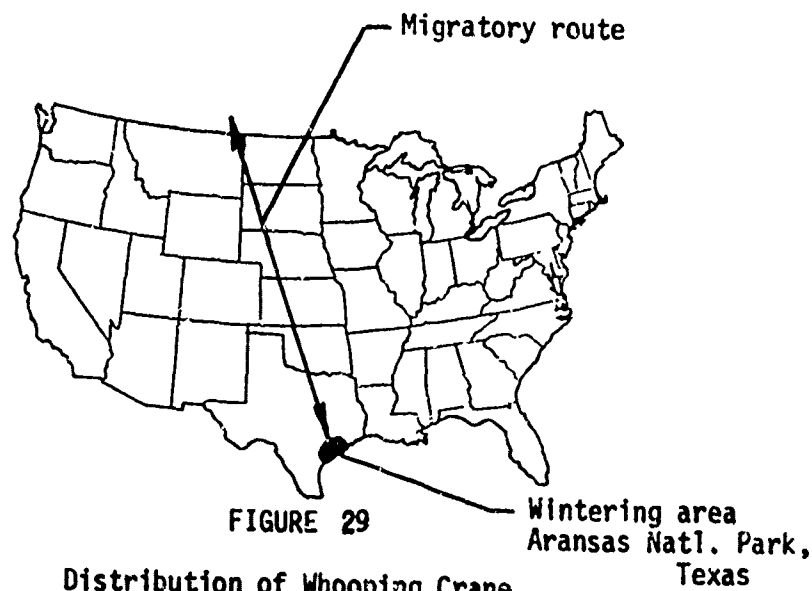 Migratory route
FIGURE 29
Wintering area
Aransas Natl. Park,
Texas
Distribution of Whooping Crane